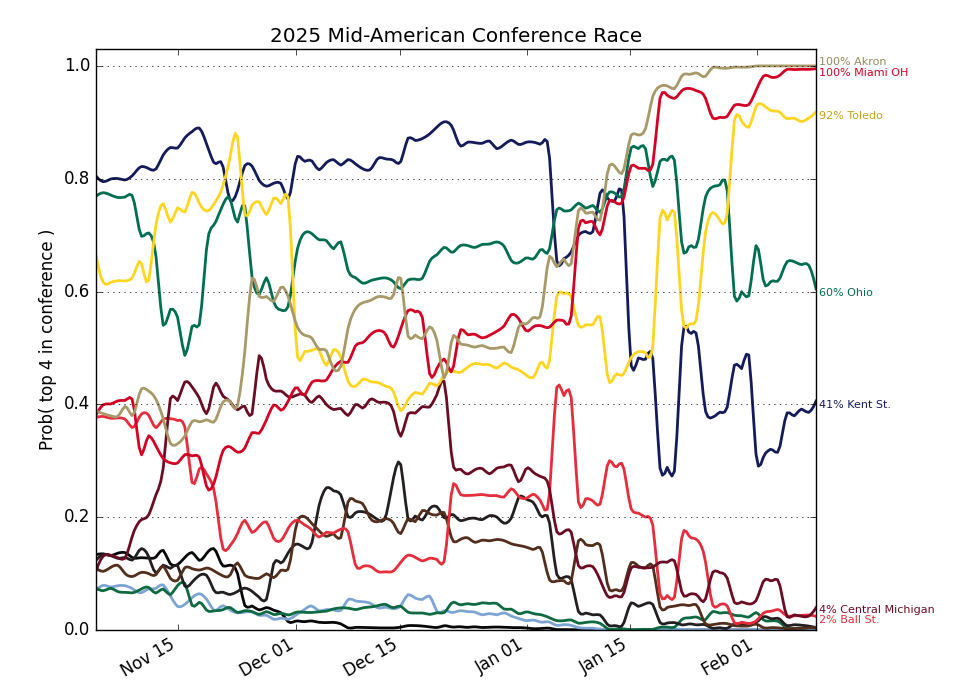 2025 Mid-American Conference Race
Prob( top 4 in conference )
1.0
0.8
0.6
0.4
0.2
0.0
Nov 15
Dec 01
Dec 15
Jan 01
Jan 15
Feb 01
100% Akron
100% Miami OH
92% Toledo
60% Ohio
41% Kent St.
4% Central Michigan
2% Ball St.